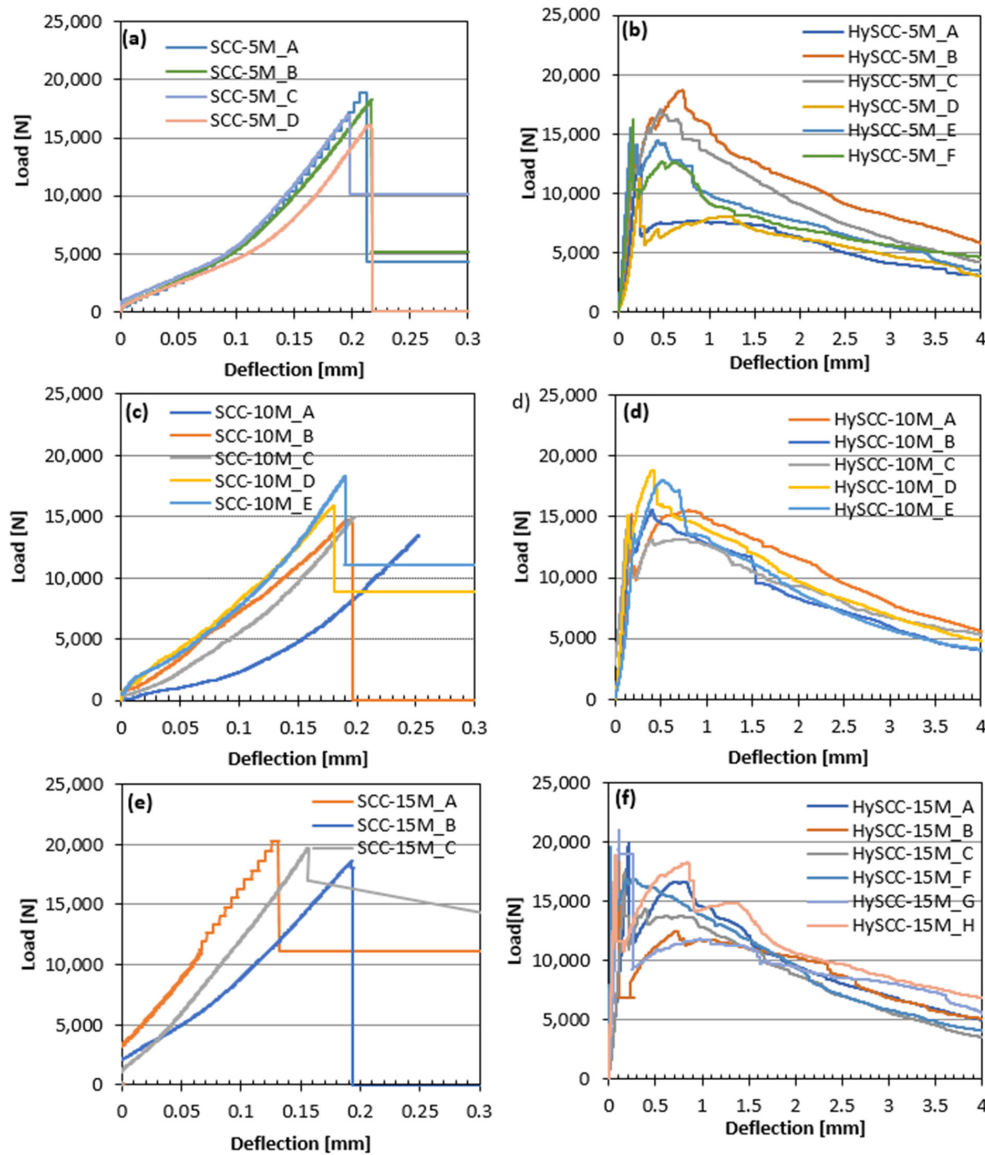 (a)
SCC-5M_A
SCC-5M_B
SCC-5M_C
SCC-5M_D
Load [N]
25,000
20,000
15,000
10,000
5,000
0
0 0.05 0.1 0.15 0.2 0.25 0.3
Deflection [mm]
(b)
HySCC-5M_A
HySCC-5M_B
HySCC-5M_C
HySCC-5M_D
HySCC-5M_E
HySCC-5M_F
Load [N]
25,000
20,000
15,000
10,000
5,000
0
0 0.5 1 1.5 2 2.5 3 3.5 4
Deflection [mm]
(c)
SCC-10M_A
SCC-10M_B
SCC-10M_C
SCC-10M_D
SCC-10M_E
Load [N]
25,000
20,000
15,000
10,000
5,000
0
0 0.05 0.1 0.15 0.2 0.25 0.3
Deflection [mm]
d)
(d)
HySCC-10M_A
HySCC-10M_B
HySCC-10M_C
HySCC-10M_D
HySCC-10M_E
Load [N]
25,000
20,000
15,000
10,000
5,000
0
0 0.5 1 1.5 2 2.5 3 3.5 4
Deflection [mm]
(e)
SCC-15M_A
SCC-15M_B
SCC-15M_C
Load [N]
25,000
20,000
15,000
10,000
5,000
0
0 0.05 0.1 0.15 0.2 0.25 0.3
Deflection [mm]
(f)
HySCC-15M_A
HySCC-15M_B
HySCC-15M_C
HySCC-15M_F
HySCC-15M_G
HySCC-15M_H
Load[N]
25,000
20,000
15,000
10,000
5,000
0
0 0.5 1 1.5 2 2.5 3 3.5 4
Deflection [mm]